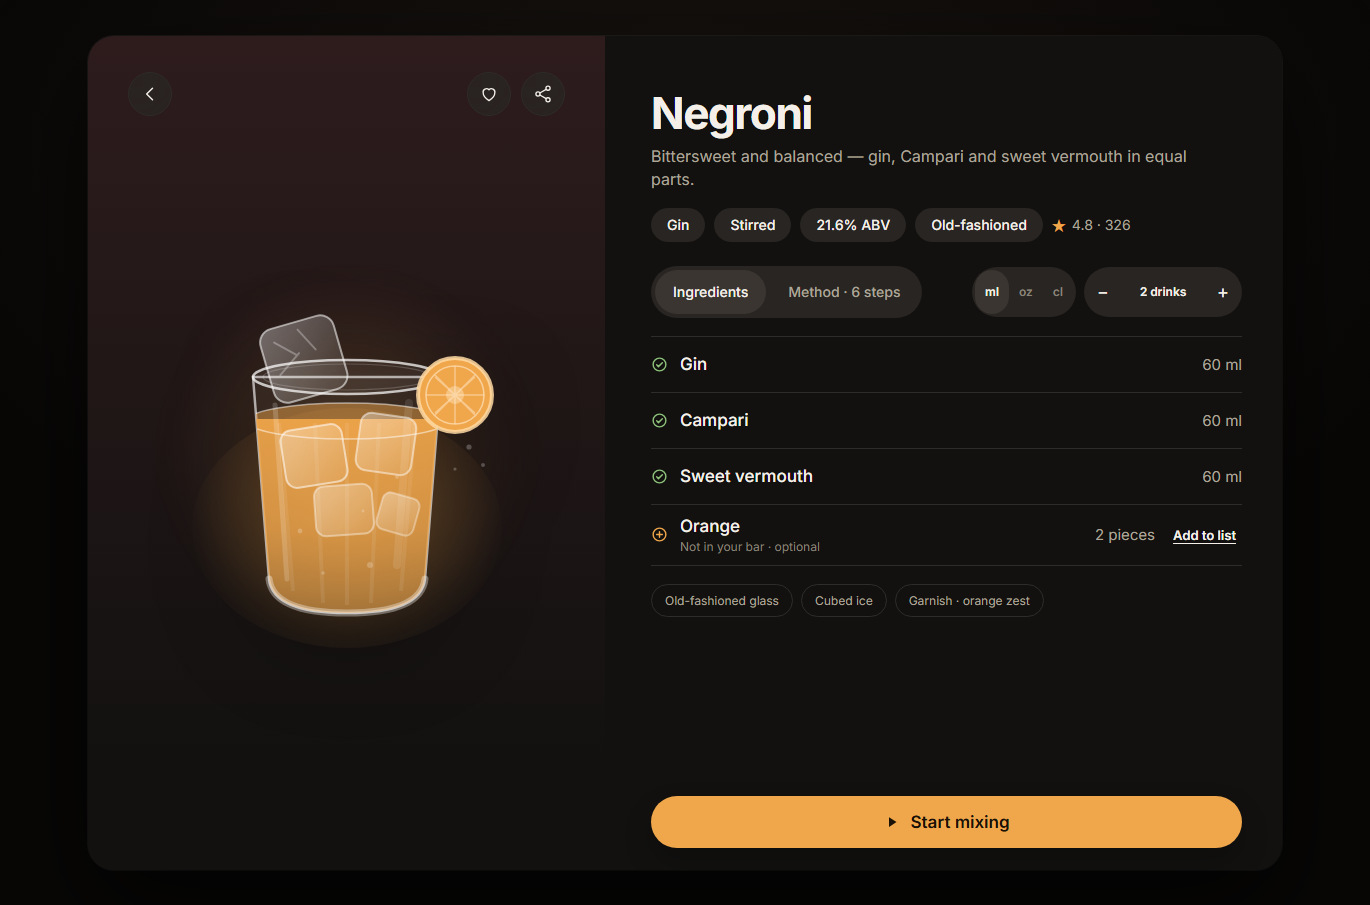 Negroni
Bittersweet and balanced — gin, Campari and sweet vermouth in equal
parts.
Gin Stirred 21.6% ABV Old-fashioned ★ 4.8 · 326
Ingredients Method · 6 steps ml oz cl − 2 drinks +
Gin 60 ml
Campari 60 ml
Sweet vermouth 60 ml
Orange 2 pieces Add to list
Not in your bar · optional
Old-fashioned glass Cubed ice Garnish · orange zest
Start mixing